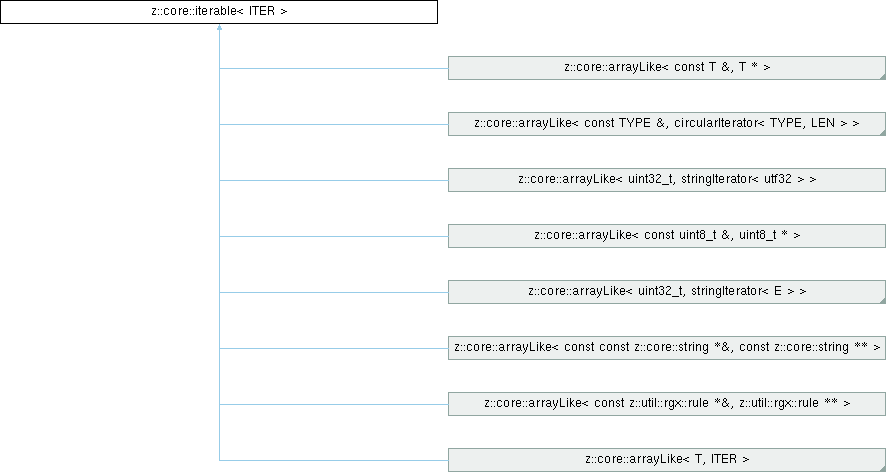 z::core::iterable< ITER >
z::core::arrayLike< const T &, T * >
z::core::arrayLike< const TYPE &, circularIterator< TYPE, LEN > >
z::core::arrayLike< uint32_t, stringIterator< utf32 > >
z::core::arrayLike< const uint8_t &, uint8_t * >
z::core::arrayLike< uint32_t, stringIterator< E > >
z::core::arrayLike< const const z::core::string *&, const z::core::string ** >
z::core::arrayLike< const z::util::rgx::rule *&, z::util::rgx::rule ** >
z::core::arrayLike< T, ITER >